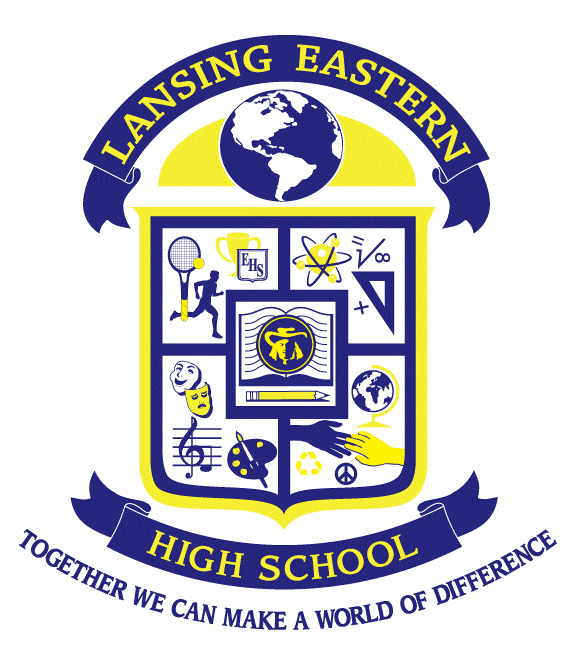 LANSING EASTERN
EHS
HIGH SCHOOL
TOGETHER WE CAN MAKE A WORLD OF DIFFERENCE